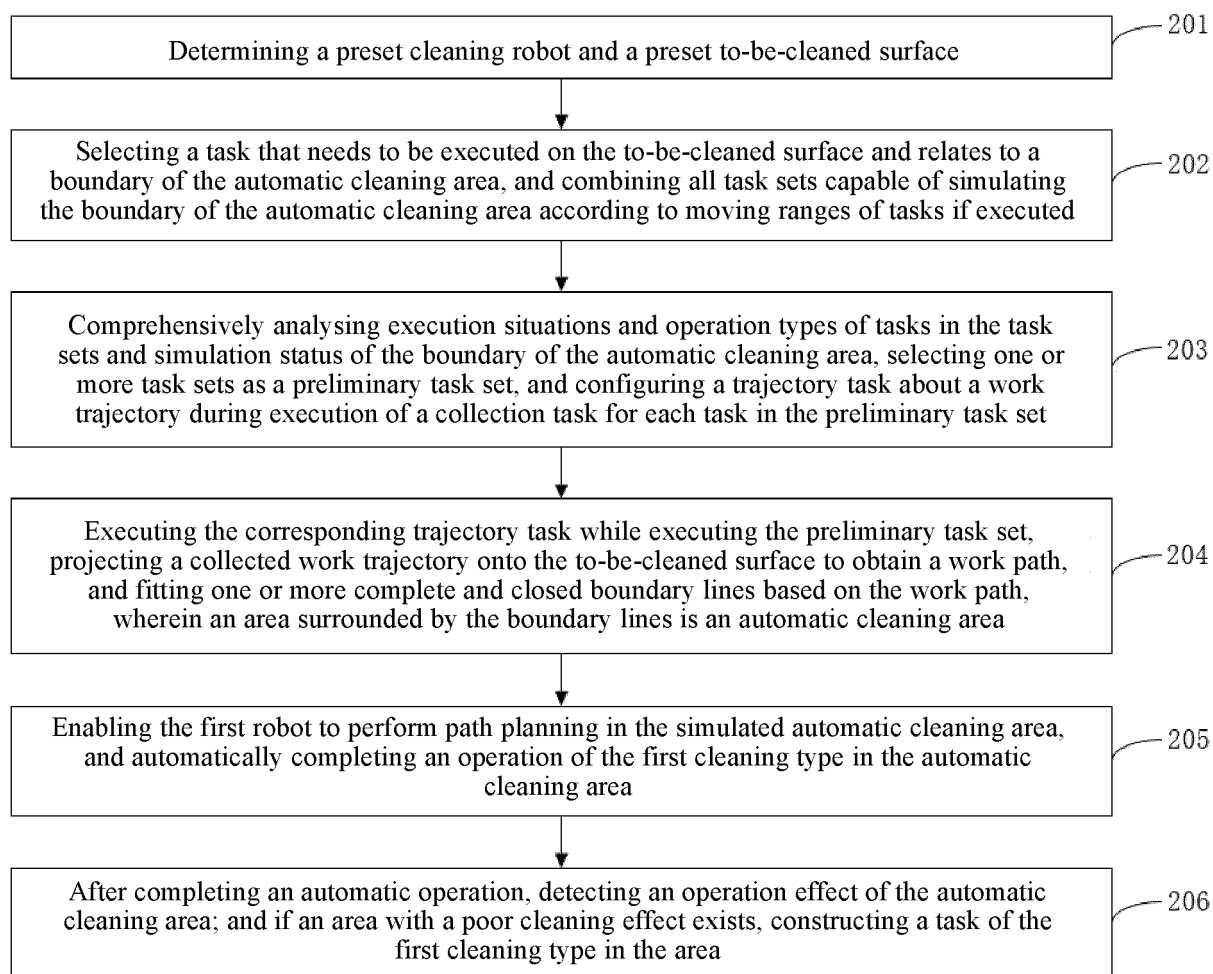 Determining a preset cleaning robot and a preset to-be-cleaned surface
201
Selecting a task that needs to be executed on the to-be-cleaned surface and relates to a
boundary of the automatic cleaning area, and combining all task sets capable of simulating
the boundary of the automatic cleaning area according to moving ranges of tasks if executed
202
Comprehensively analysing execution situations and operation types of tasks in the task
sets and simulation status of the boundary of the automatic cleaning area, selecting one or
more task sets as a preliminary task set, and configuring a trajectory task about a work
trajectory during execution of a collection task for each task in the preliminary task set
203
Executing the corresponding trajectory task while executing the preliminary task set,
projecting a collected work trajectory onto the to-be-cleaned surface to obtain a work path,
and fitting one or more complete and closed boundary lines based on the work path,
wherein an area surrounded by the boundary lines is an automatic cleaning area
204
Enabling the first robot to perform path planning in the simulated automatic cleaning area,
and automatically completing an operation of the first cleaning type in the automatic
cleaning area
205
After completing an automatic operation, detecting an operation effect of the automatic
cleaning area; and if an area with a poor cleaning effect exists, constructing a task of the
first cleaning type in the area
206